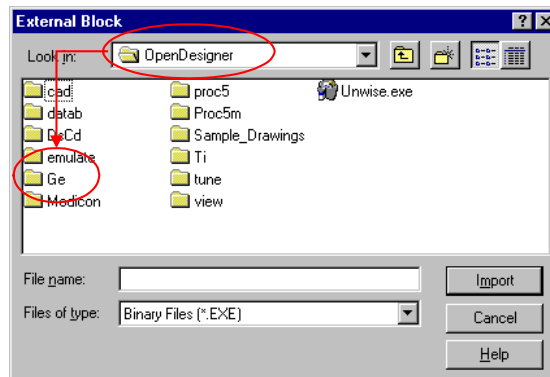 External Block
Look in: OpenDesigner
cad proc5 Unwise.exe
datab Proc5m
DsCd Sample_Drawings
emulate Ti
Ge tune
Modicon view
File name: Import
Files of type: Binary Files (*.EXE) Cancel
Help